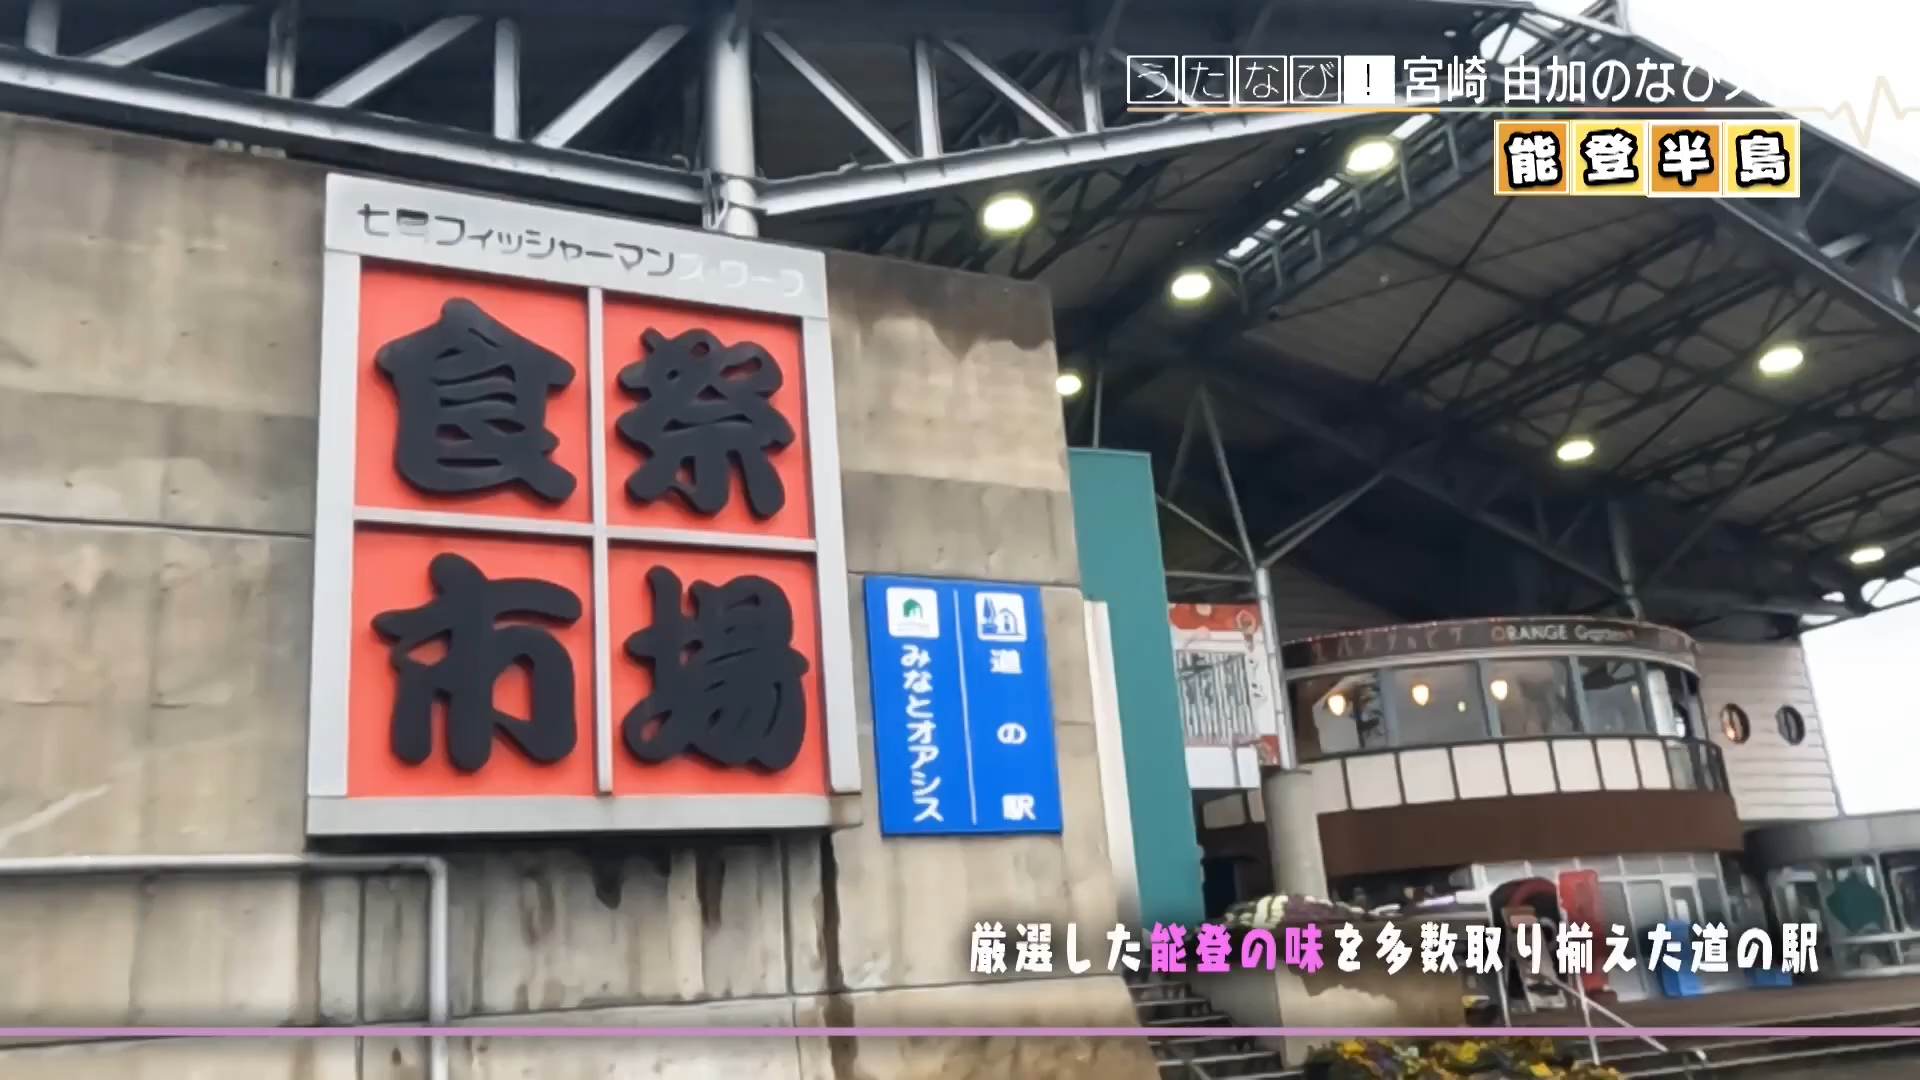 うたなび!宮崎 由加のなび
能登半島
七尾フィッシャーマンズ・ワーフ
食祭
市場
みなとオアシス
道の駅
ORANGE
厳選した能登の味を多数取り揃えた道の駅